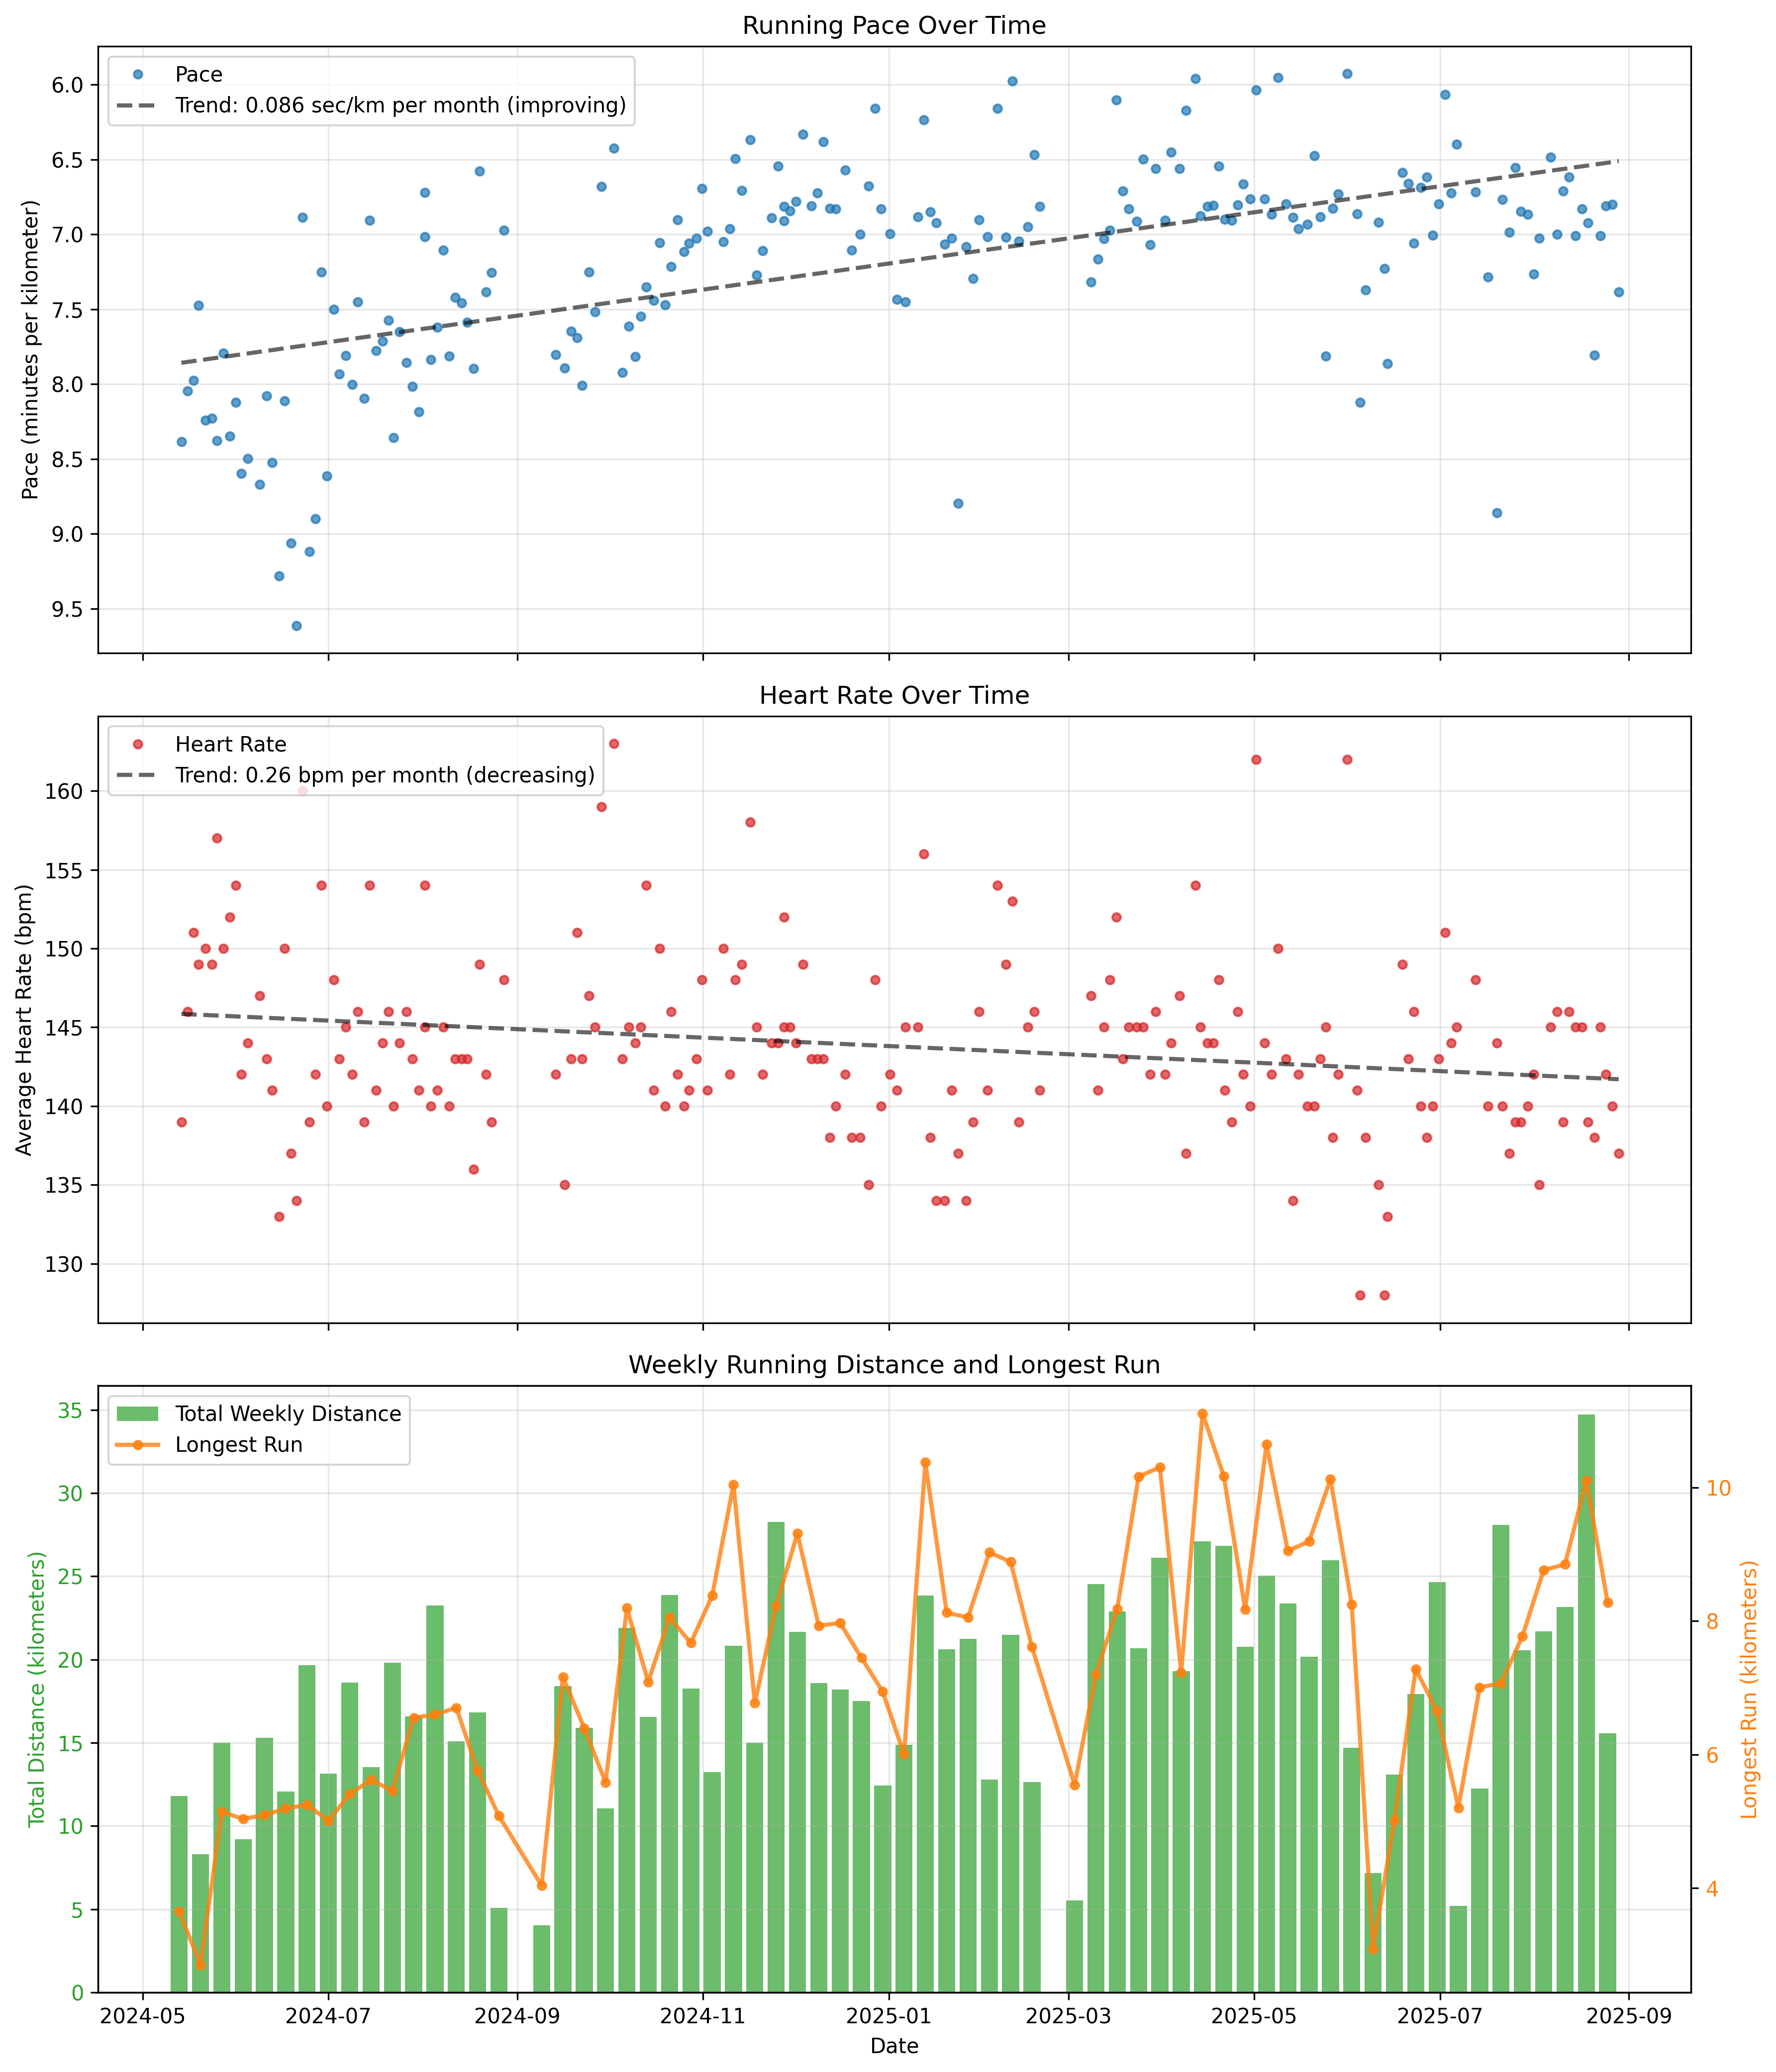 Running Pace Over Time
Pace
Trend: 0.086 sec/km per month (improving)
Pace (minutes per kilometer)
6.0
6.5
7.0
7.5
8.0
8.5
9.0
9.5
Heart Rate Over Time
Heart Rate
Trend: 0.26 bpm per month (decreasing)
Average Heart Rate (bpm)
160
155
150
145
140
135
130
Weekly Running Distance and Longest Run
Total Weekly Distance
Longest Run
Total Distance (kilometers)
35
30
25
20
15
10
5
0
10
8
6
4
Longest Run (kilometers)
2024-05 2024-07 2024-09 2024-11 2025-01 2025-03 2025-05 2025-07 2025-09
Date